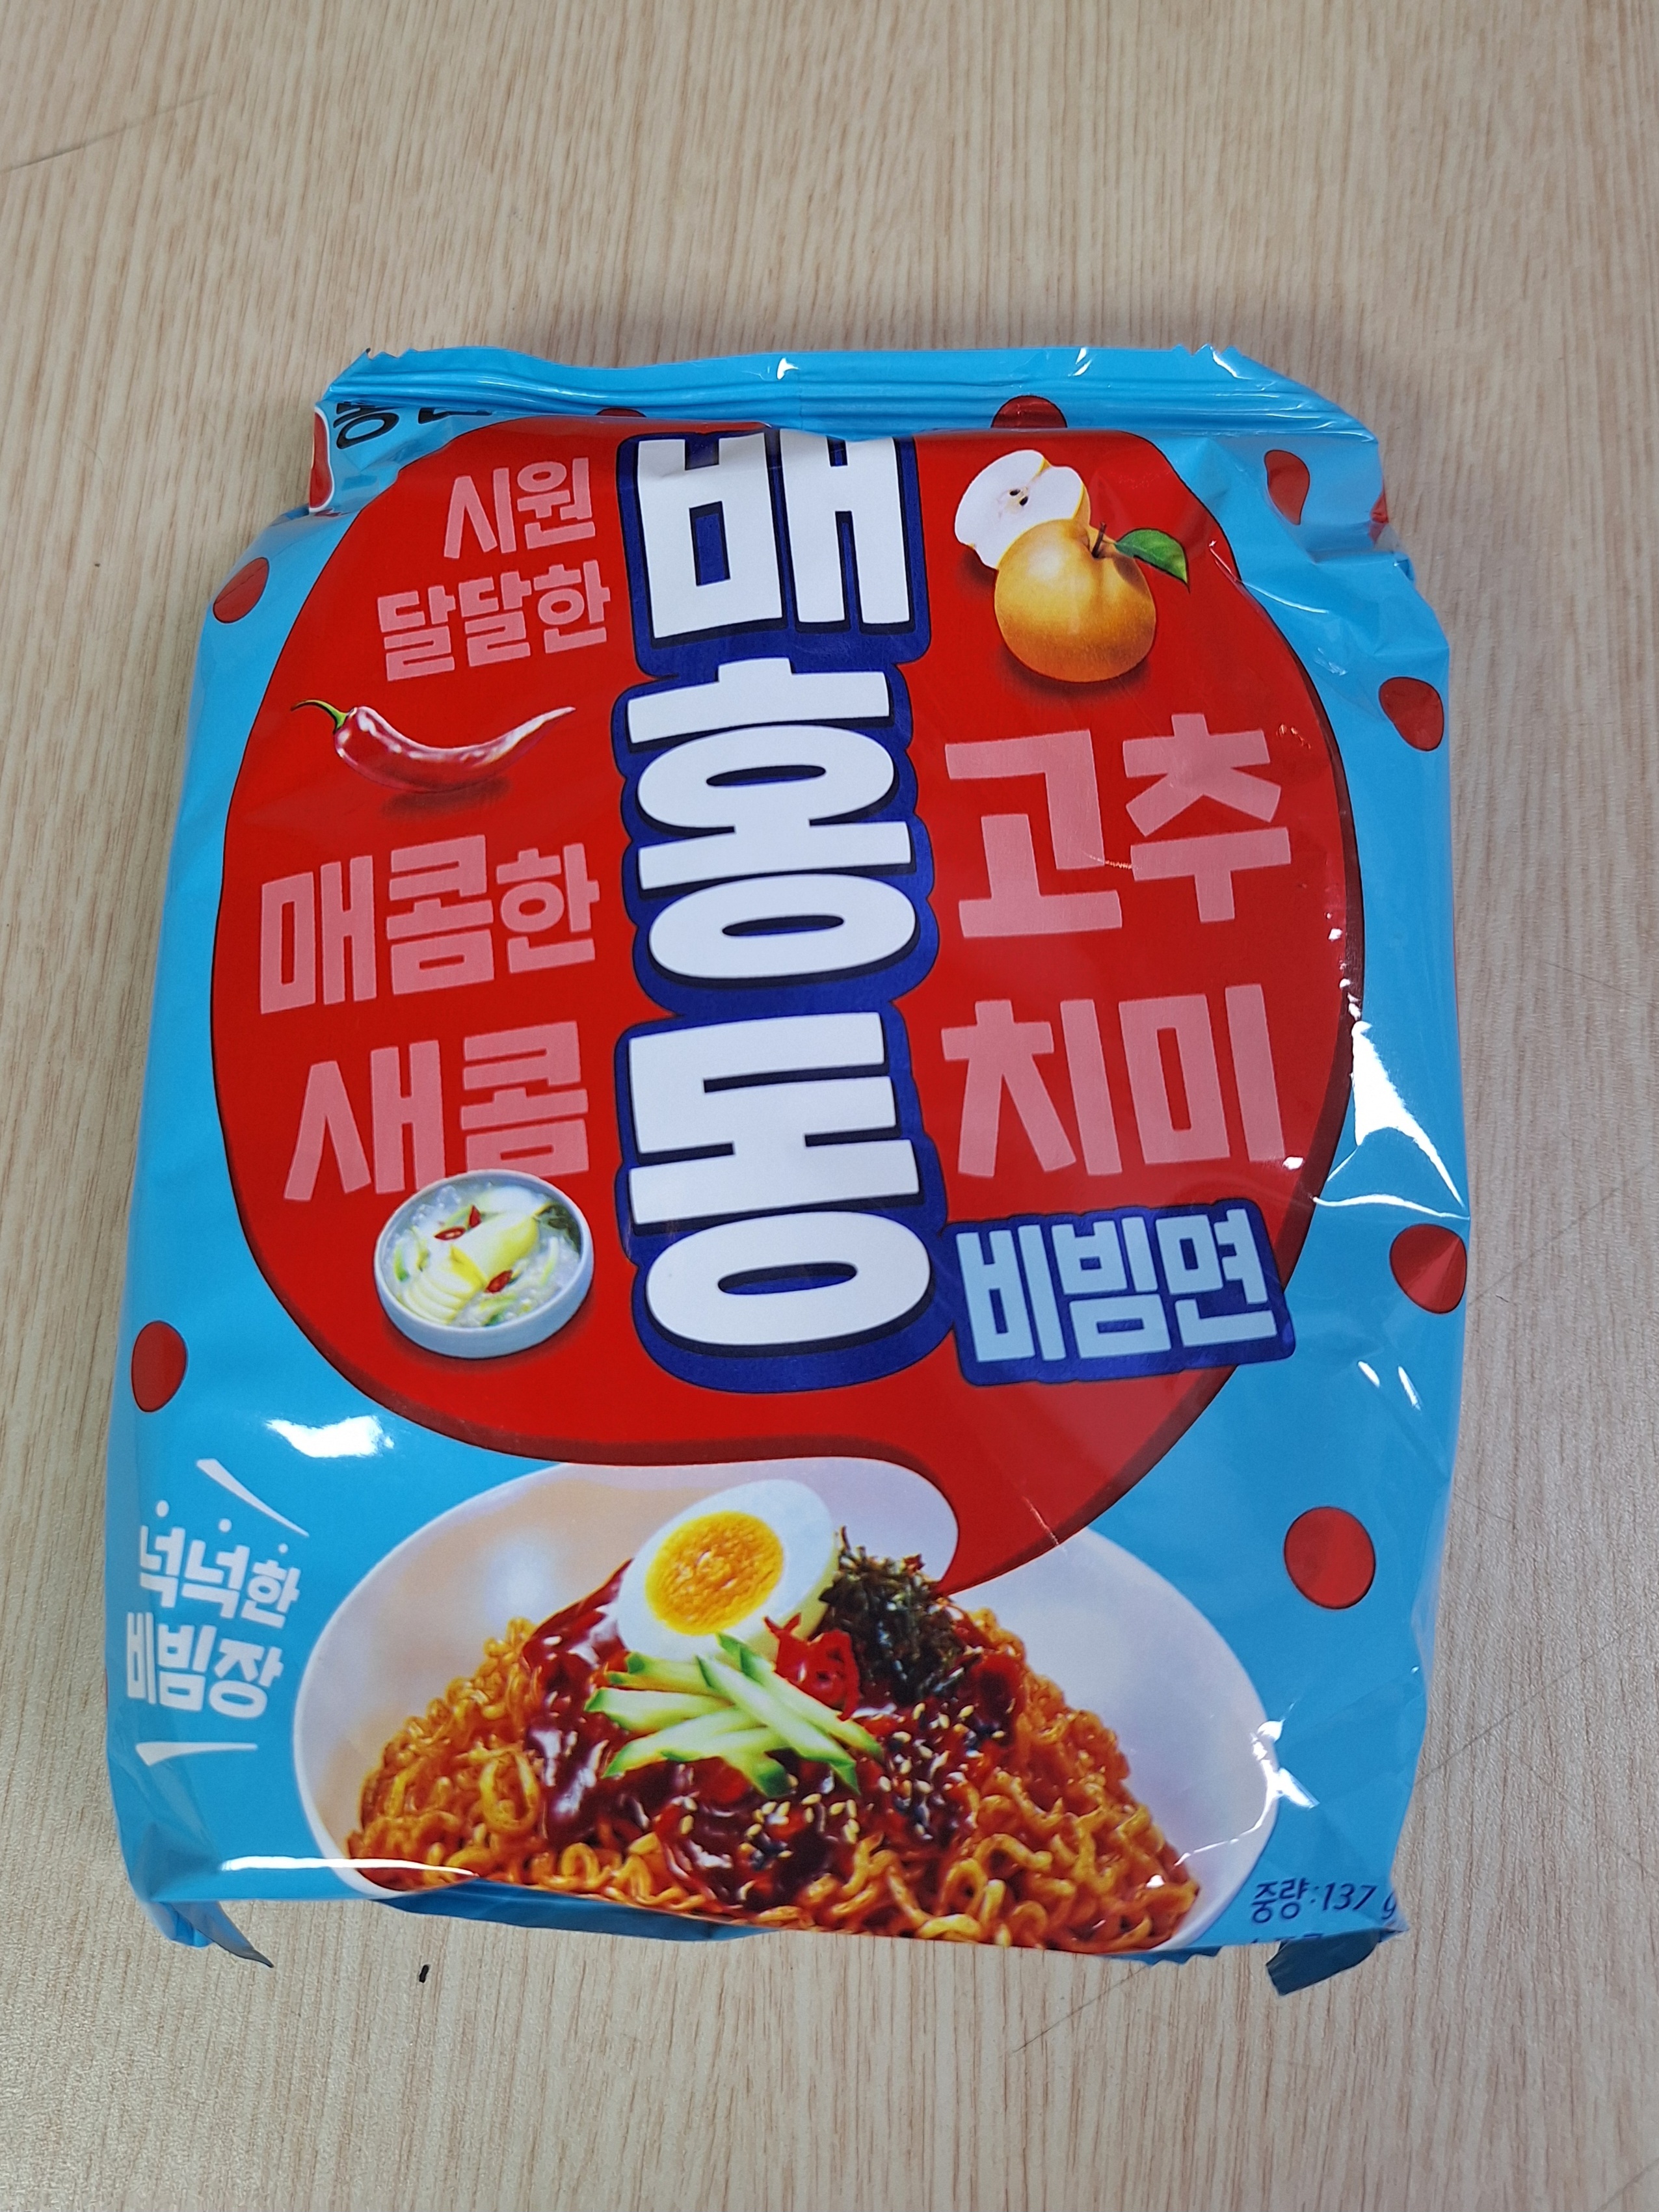 시원
달달한 배
매콤한 홍고추
새콤 동치미
비빔면
넉넉한
비빔장
중량:137 g